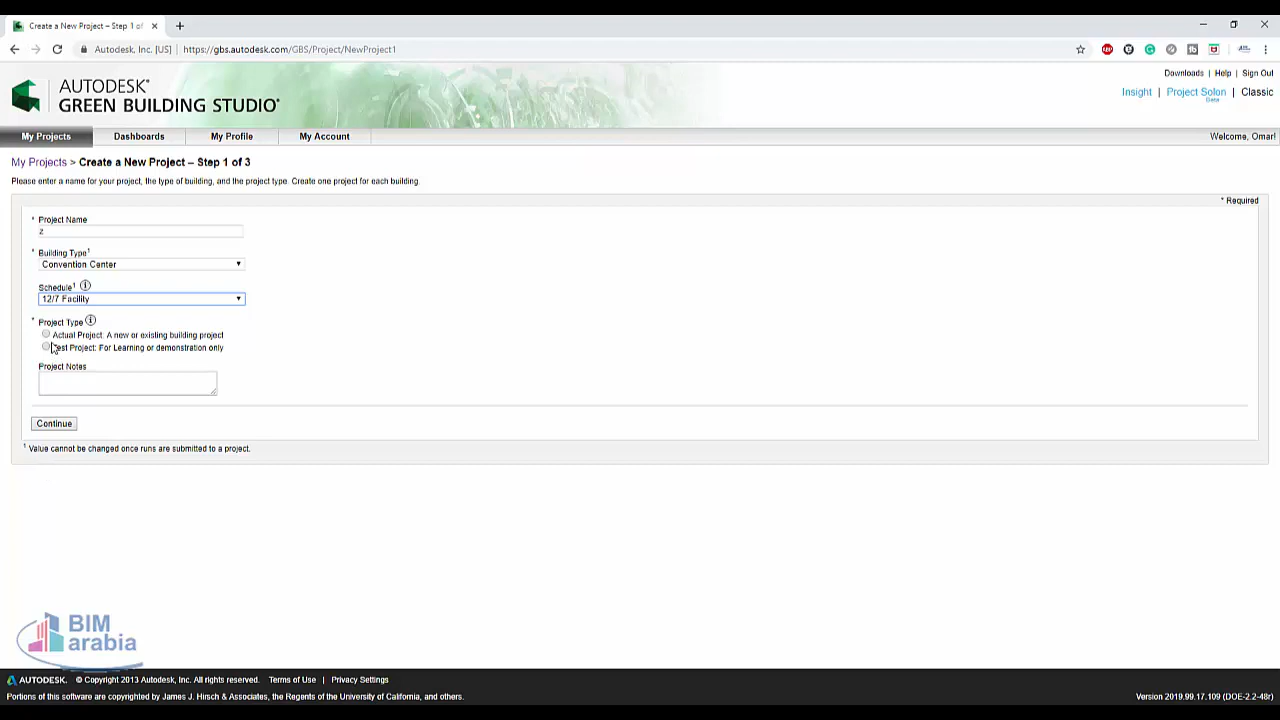 Create a New Project – Step 1 of
Autodesk, Inc. [US] | https://gbs.autodesk.com/GBS/Project/NewProject1
Downloads | Help | Sign Out
AUTODESK®
GREEN BUILDING STUDIO®
Insight | Project Solon | Classic
Beta
My Projects
Dashboards
My Profile
My Account
Welcome, Omar!
My Projects > Create a New Project – Step 1 of 3
Please enter a name for your project, the type of building, and the project type. Create one project for each building.
* Required
* Project Name
z
* Building Type1
Convention Center
Schedule1
12/7 Facility
* Project Type
Actual Project: A new or existing building project
Test Project: For Learning or demonstration only
Project Notes
Continue
1 Value cannot be changed once runs are submitted to a project.
BIM
arabia
AUTODESK. © Copyright 2013 Autodesk, Inc. All rights reserved. Terms of Use | Privacy Settings
Portions of this software are copyrighted by James J. Hirsch & Associates, the Regents of the University of California, and others.
Version 2019.99.17.109 (DOE-2.2-48r)